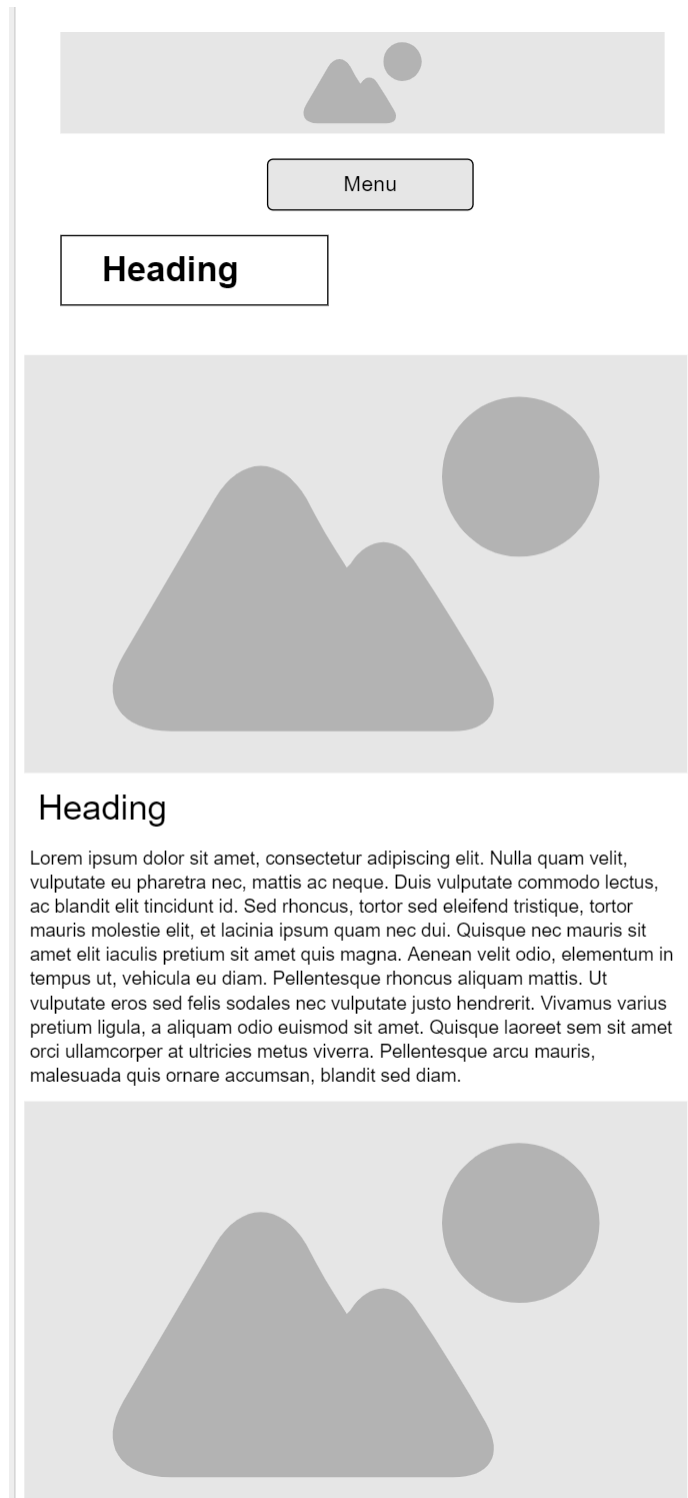 Menu
Heading
Heading
Lorem ipsum dolor sit amet, consectetur adipiscing elit. Nulla quam velit,
vulputate eu pharetra nec, mattis ac neque. Duis vulputate commodo lectus,
ac blandit elit tincidunt id. Sed rhoncus, tortor sed eleifend tristique, tortor
mauris molestie elit, et lacinia ipsum quam nec dui. Quisque nec mauris sit
amet elit iaculis pretium sit amet quis magna. Aenean velit odio, elementum in
tempus ut, vehicula eu diam. Pellentesque rhoncus aliquam mattis. Ut
vulputate eros sed felis sodales nec vulputate justo hendrerit. Vivamus varius
pretium ligula, a aliquam odio euismod sit amet. Quisque laoreet sem sit amet
orci ullamcorper at ultricies metus viverra. Pellentesque arcu mauris,
malesuada quis ornare accumsan, blandit sed diam.